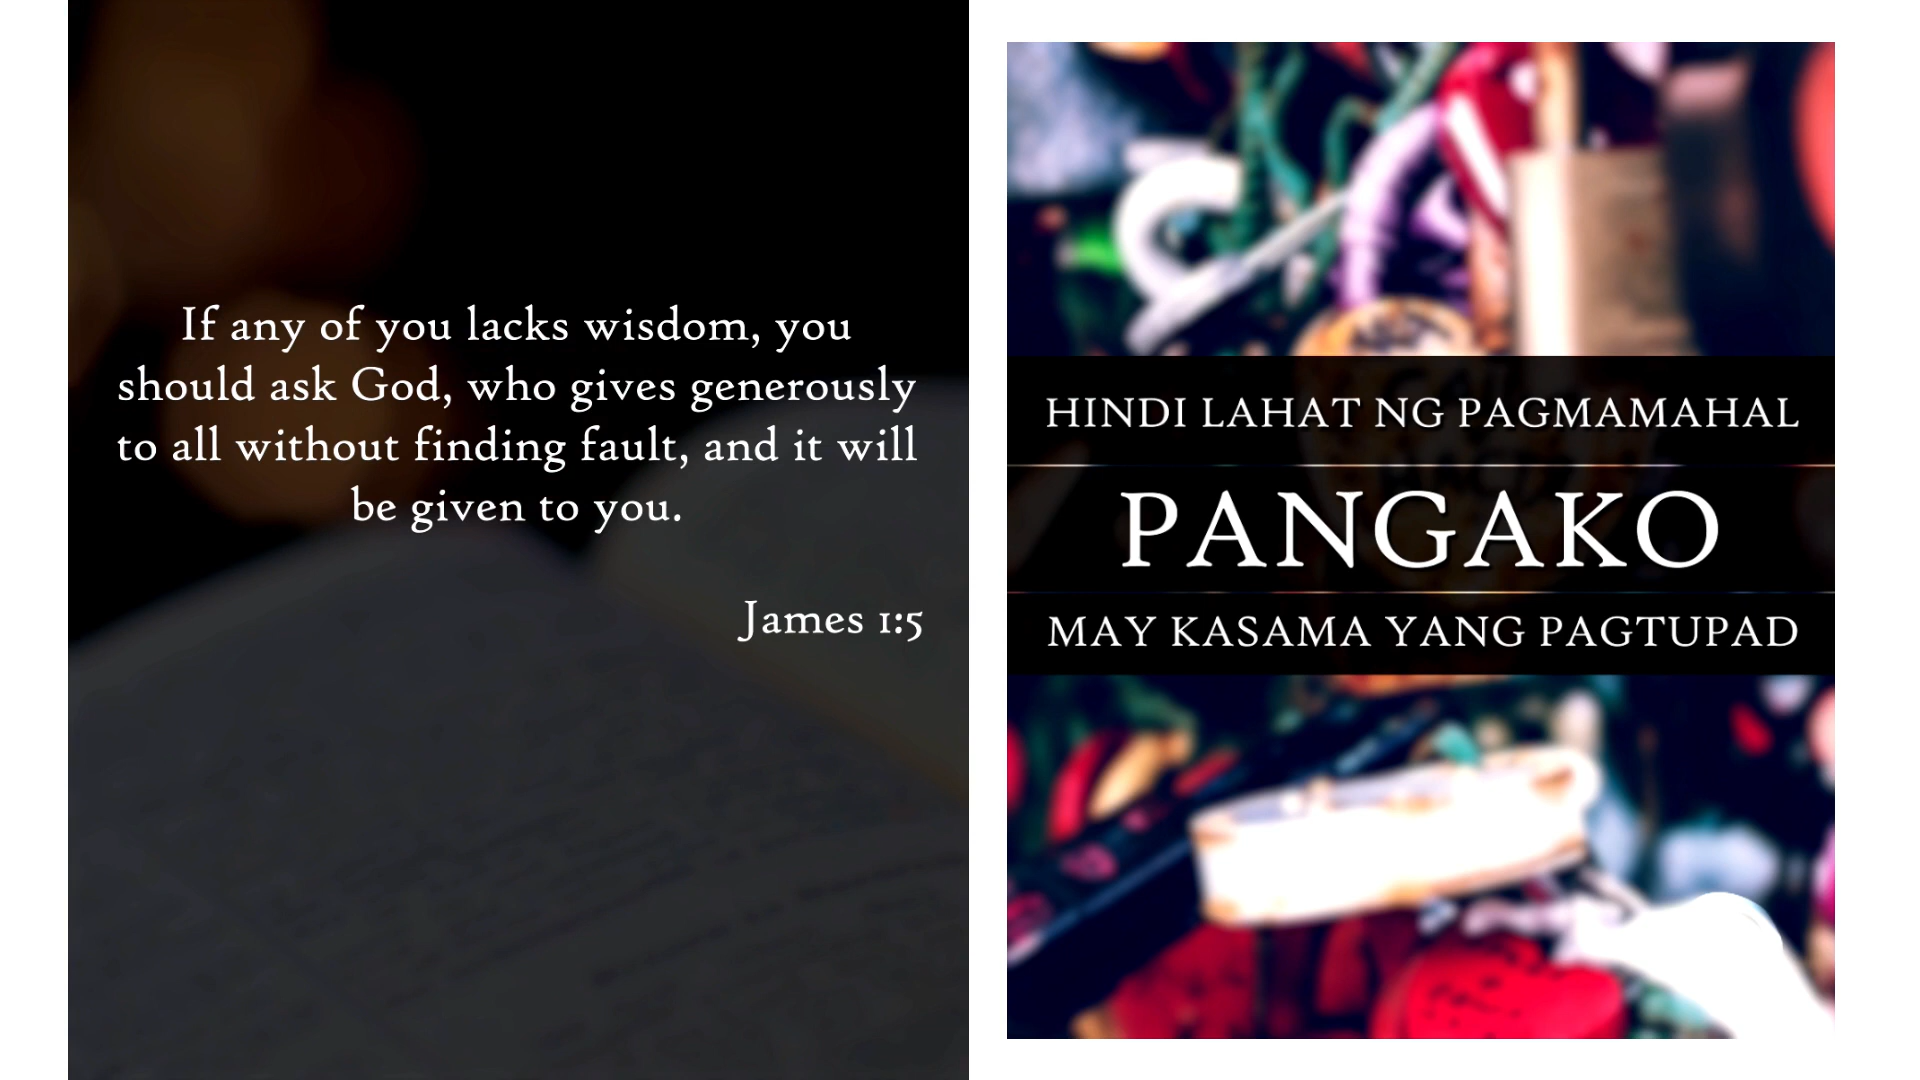 If any of you lacks wisdom, you
should ask God, who gives generously
to all without finding fault, and it will
be given to you.
James 1:5
HINDI LAHAT NG PAGMAMAHAL
PANGAKO
MAY KASAMA YANG PAGTUPAD